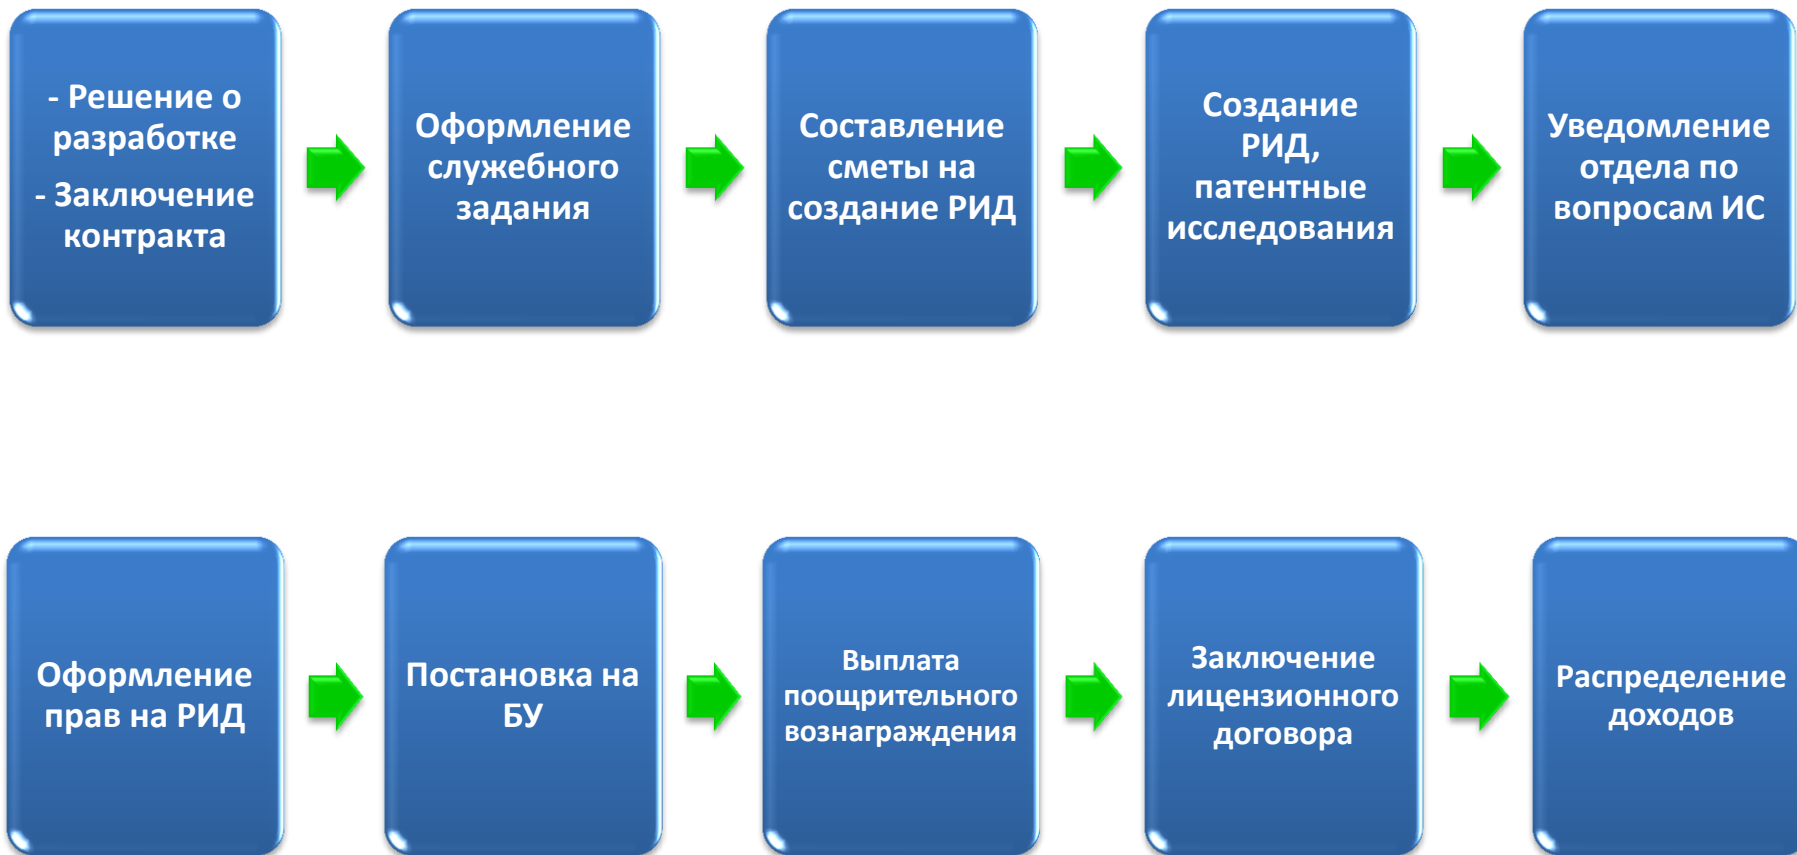 - Решение о
разработке
- Заключение
контракта
Оформление
служебного
задания
Составление
сметы на
создание РИД
Создание
РИД,
патентные
исследования
Уведомление
отдела по
вопросам ИС
Оформление
прав на РИД
Постановка на
БУ
Выплата
поощрительного
вознаграждения
Заключение
лицензионного
договора
Распределение
доходов